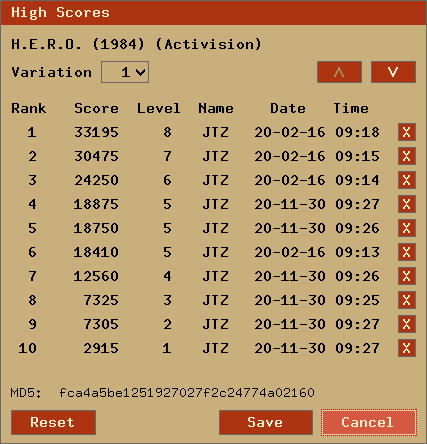 High Scores
H.E.R.O. (1984) (Activision)
Variation 1
Rank Score Level Name Date Time
1 33195 8 JTZ 20-02-16 09:18 X
2 30475 7 JTZ 20-02-16 09:15 X
3 24250 6 JTZ 20-02-16 09:14 X
4 18875 5 JTZ 20-11-30 09:27 X
5 18750 5 JTZ 20-11-30 09:26 X
6 18410 5 JTZ 20-02-16 09:13 X
7 12560 4 JTZ 20-11-30 09:26 X
8 7325 3 JTZ 20-11-30 09:25 X
9 7305 2 JTZ 20-11-30 09:27 X
10 2915 1 JTZ 20-11-30 09:27 X
MD5: fca4a5be1251927027f2c24774a02160
Reset Save Cancel